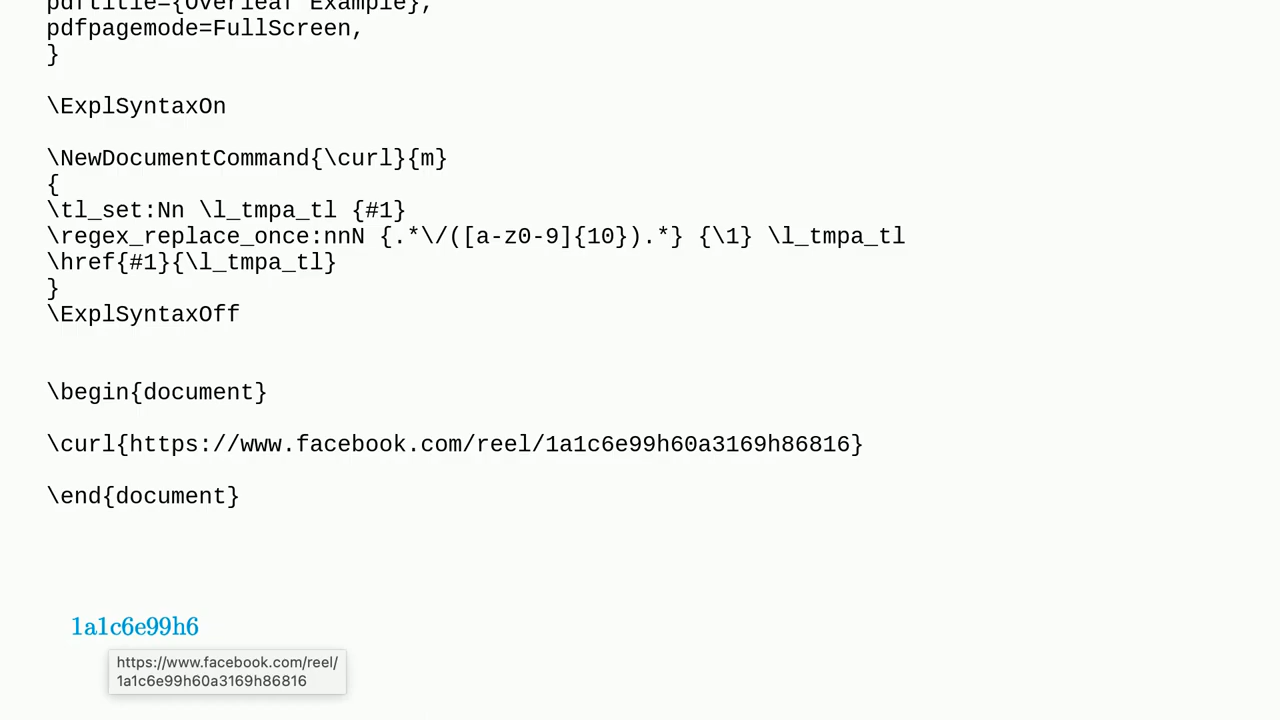 pdftitle={Overleaf Example},
pdfpagemode=FullScreen,
}
\ExplSyntaxOn
\NewDocumentCommand{\curl}{m}
{
\tl_set:Nn \l_tmpa_tl {#1}
\regex_replace_once:nnN {.*\/([a-z0-9]{10}).*} {\1} \l_tmpa_tl
\href{#1}{\l_tmpa_tl}
}
\ExplSyntaxOff
\begin{document}
\curl{https://www.facebook.com/reel/1a1c6e99h60a3169h86816}
\end{document}
1a1c6e99h6
https://www.facebook.com/reel/
1a1c6e99h60a3169h86816